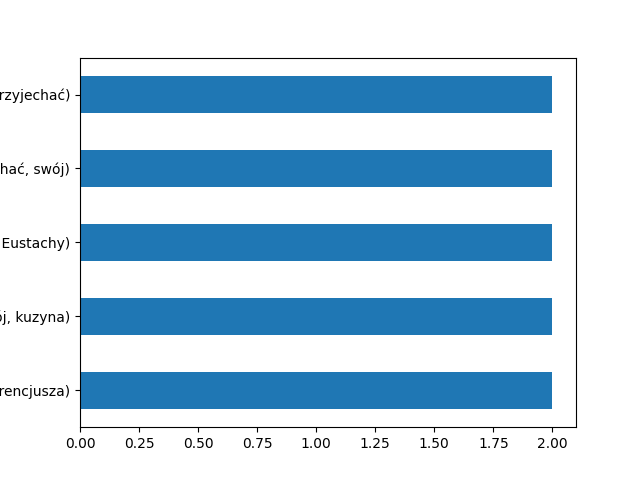 rzyjechać)
hać, swój)
Eustachy)
j, kuzyna)
rencjusza)
0.00 0.25 0.50 0.75 1.00 1.25 1.50 1.75 2.00